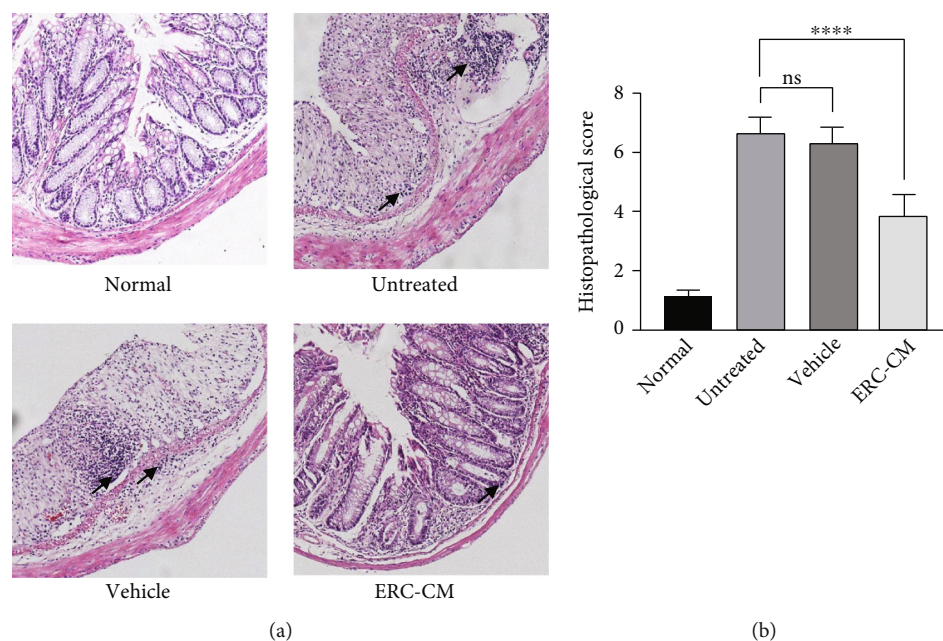 Normal
Untreated
Vehicle
ERC-CM
(a)
Histopathological score
8
6
4
2
0
****
ns
Normal
Untreated
Vehicle
ERC-CM
(b)